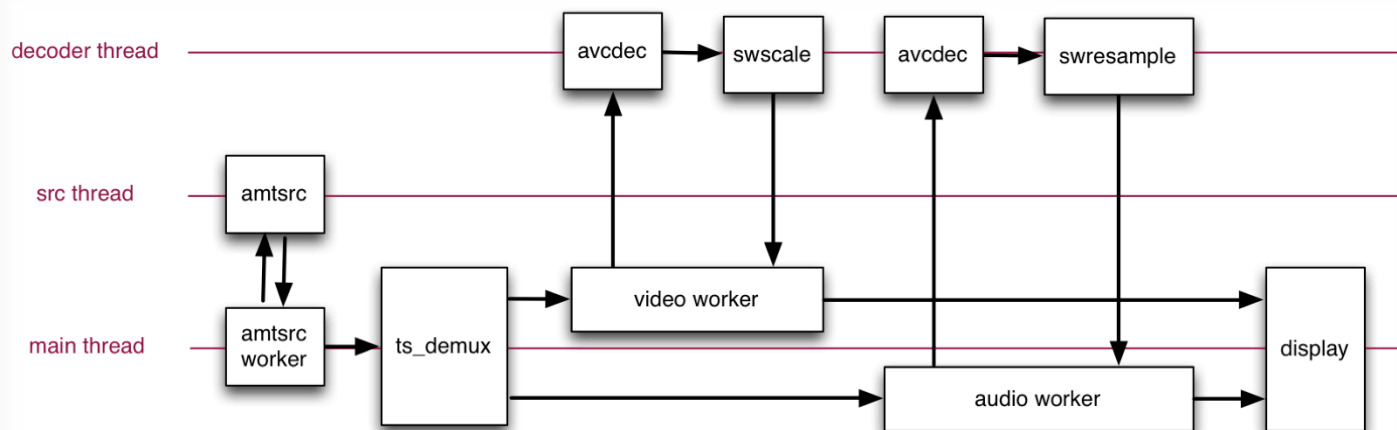 decoder thread
avcdec
swscale
avcdec
swresample
src thread
amtsrc
main thread
amtsrc
worker
ts_demux
video worker
audio worker
display